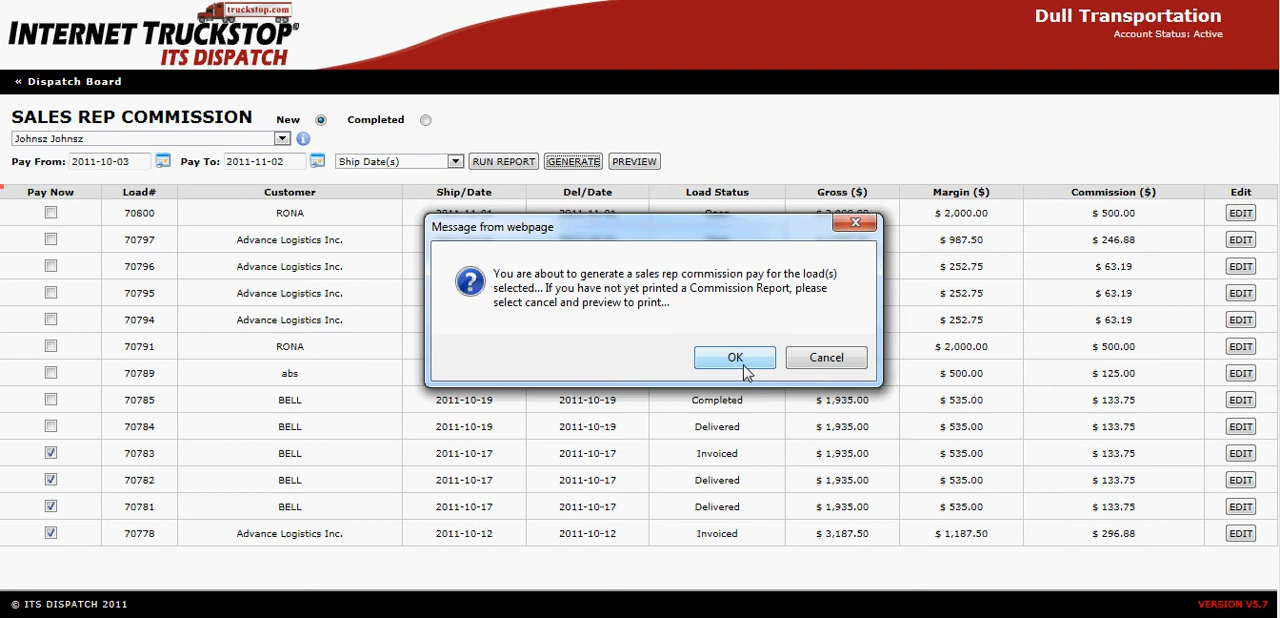 truckstop.com
INTERNET TRUCKSTOP®
ITS DISPATCH
Dull Transportation
Account Status: Active
« Dispatch Board
SALES REP COMMISSION New Completed
Johnsz Johnsz
Pay From: 2011-10-03 Pay To: 2011-11-02 Ship Date(s) RUN REPORT GENERATE PREVIEW
Pay Now Load# Customer Ship/Date Del/Date Load Status Gross ($) Margin ($) Commission ($) Edit
70800 RONA $ 2,000.00 $ 500.00 EDIT
70797 Advance Logistics Inc. $ 987.50 $ 246.88 EDIT
70796 Advance Logistics Inc. $ 252.75 $ 63.19 EDIT
70795 Advance Logistics Inc. $ 252.75 $ 63.19 EDIT
70794 Advance Logistics Inc. $ 252.75 $ 63.19 EDIT
70791 RONA $ 2,000.00 $ 500.00 EDIT
70789 abs $ 500.00 $ 125.00 EDIT
70785 BELL 2011-10-19 2011-10-19 Completed $ 1,935.00 $ 535.00 $ 133.75 EDIT
70784 BELL 2011-10-19 2011-10-19 Delivered $ 1,935.00 $ 535.00 $ 133.75 EDIT
70783 BELL 2011-10-17 2011-10-17 Invoiced $ 1,935.00 $ 535.00 $ 133.75 EDIT
70782 BELL 2011-10-17 2011-10-17 Delivered $ 1,935.00 $ 535.00 $ 133.75 EDIT
70781 BELL 2011-10-17 2011-10-17 Delivered $ 1,935.00 $ 535.00 $ 133.75 EDIT
70778 Advance Logistics Inc. 2011-10-12 2011-10-12 Invoiced $ 3,187.50 $ 1,187.50 $ 296.88 EDIT
Message from webpage
You are about to generate a sales rep commission pay for the load(s)
selected... If you have not yet printed a Commission Report, please
select cancel and preview to print...
OK Cancel
© ITS DISPATCH 2011
VERSION V5.7